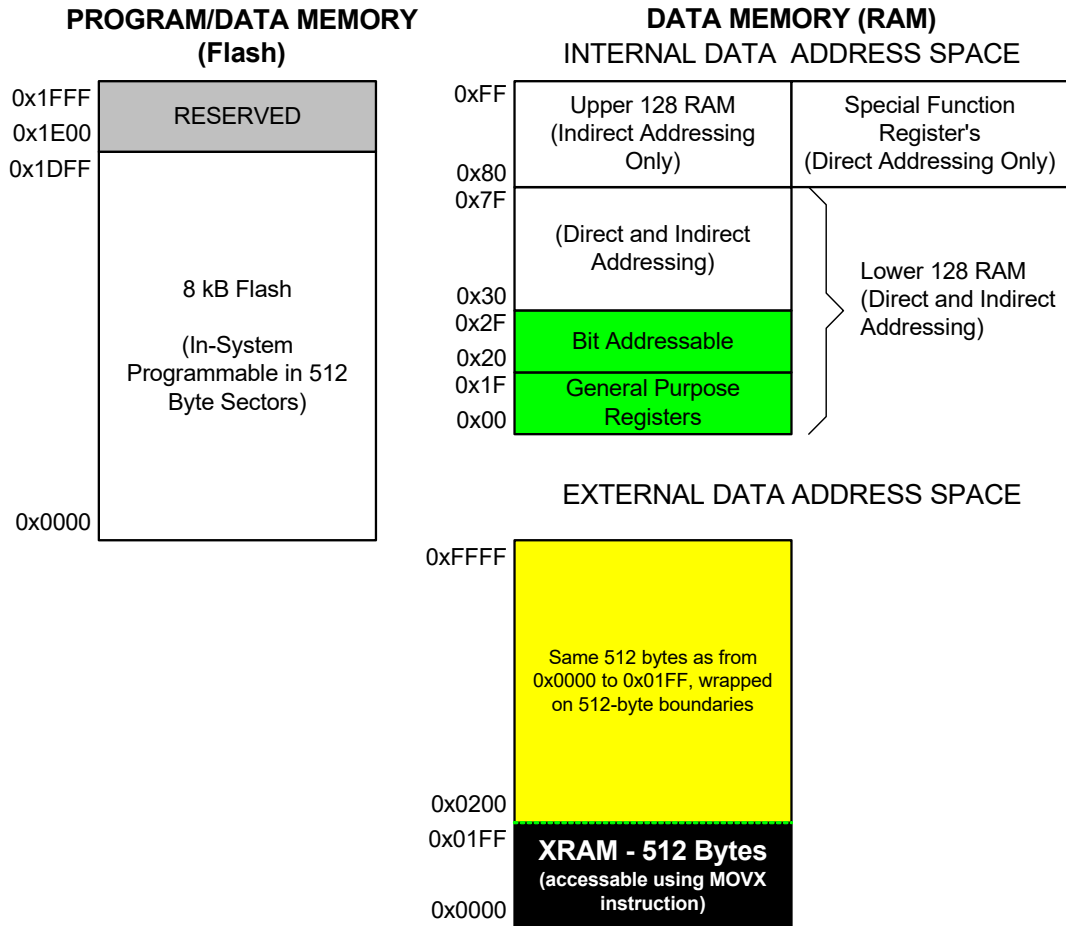 PROGRAM/DATA MEMORY
(Flash)
0x1FFF
RESERVED
0x1E00
0x1DFF
8 kB Flash
(In-System
Programmable in 512
Byte Sectors)
0x0000
DATA MEMORY (RAM)
INTERNAL DATA ADDRESS SPACE
0xFF
Upper 128 RAM
(Indirect Addressing
Only)
0x80
Special Function
Register's
(Direct Addressing Only)
0x7F
(Direct and Indirect
Addressing)
0x30
0x2F
Bit Addressable
0x20
0x1F
General Purpose
Registers
0x00
Lower 128 RAM
(Direct and Indirect
Addressing)
EXTERNAL DATA ADDRESS SPACE
0xFFFF
Same 512 bytes as from
0x0000 to 0x01FF, wrapped
on 512-byte boundaries
0x0200
0x01FF
XRAM - 512 Bytes
(accessable using MOVX
instruction)
0x0000